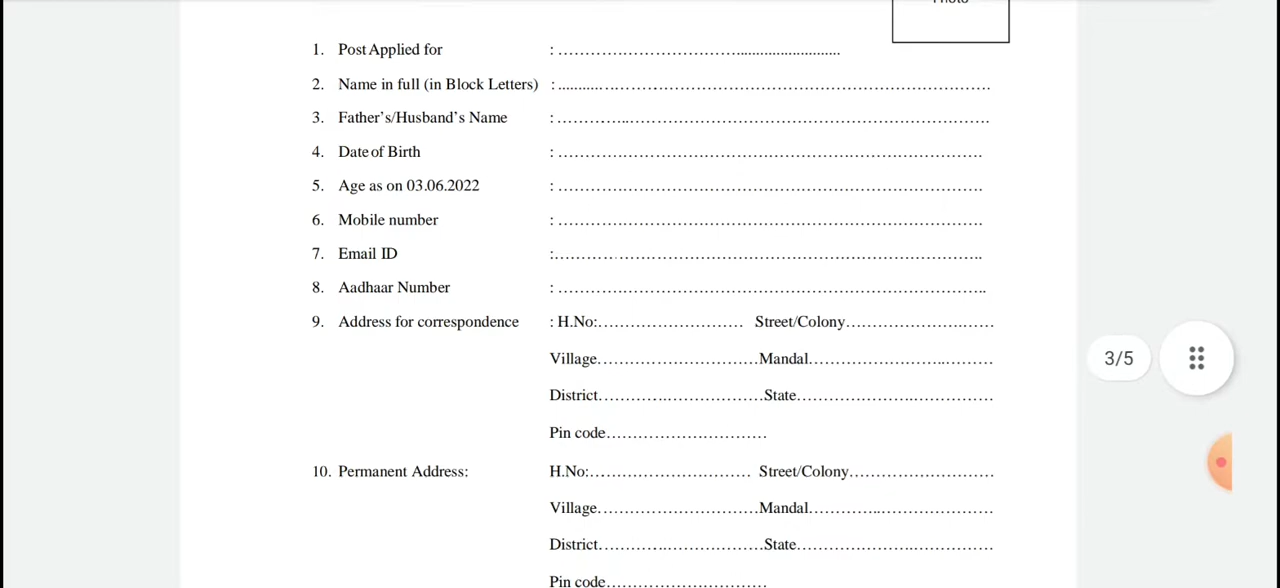 Photo
1. Post Applied for : ....................................................
2. Name in full (in Block Letters) : ....................................................
3. Father's/Husband's Name : ....................................................
4. Date of Birth : ....................................................
5. Age as on 03.06.2022 : ....................................................
6. Mobile number : ....................................................
7. Email ID :....................................................
8. Aadhaar Number : ....................................................
9. Address for correspondence : H.No:............................ Street/Colony............................
Village............................Mandal............................
District............................State............................
3/5
Pin code............................
10. Permanent Address: H.No:............................ Street/Colony............................
Village............................Mandal............................
District............................State............................
Pin code............................